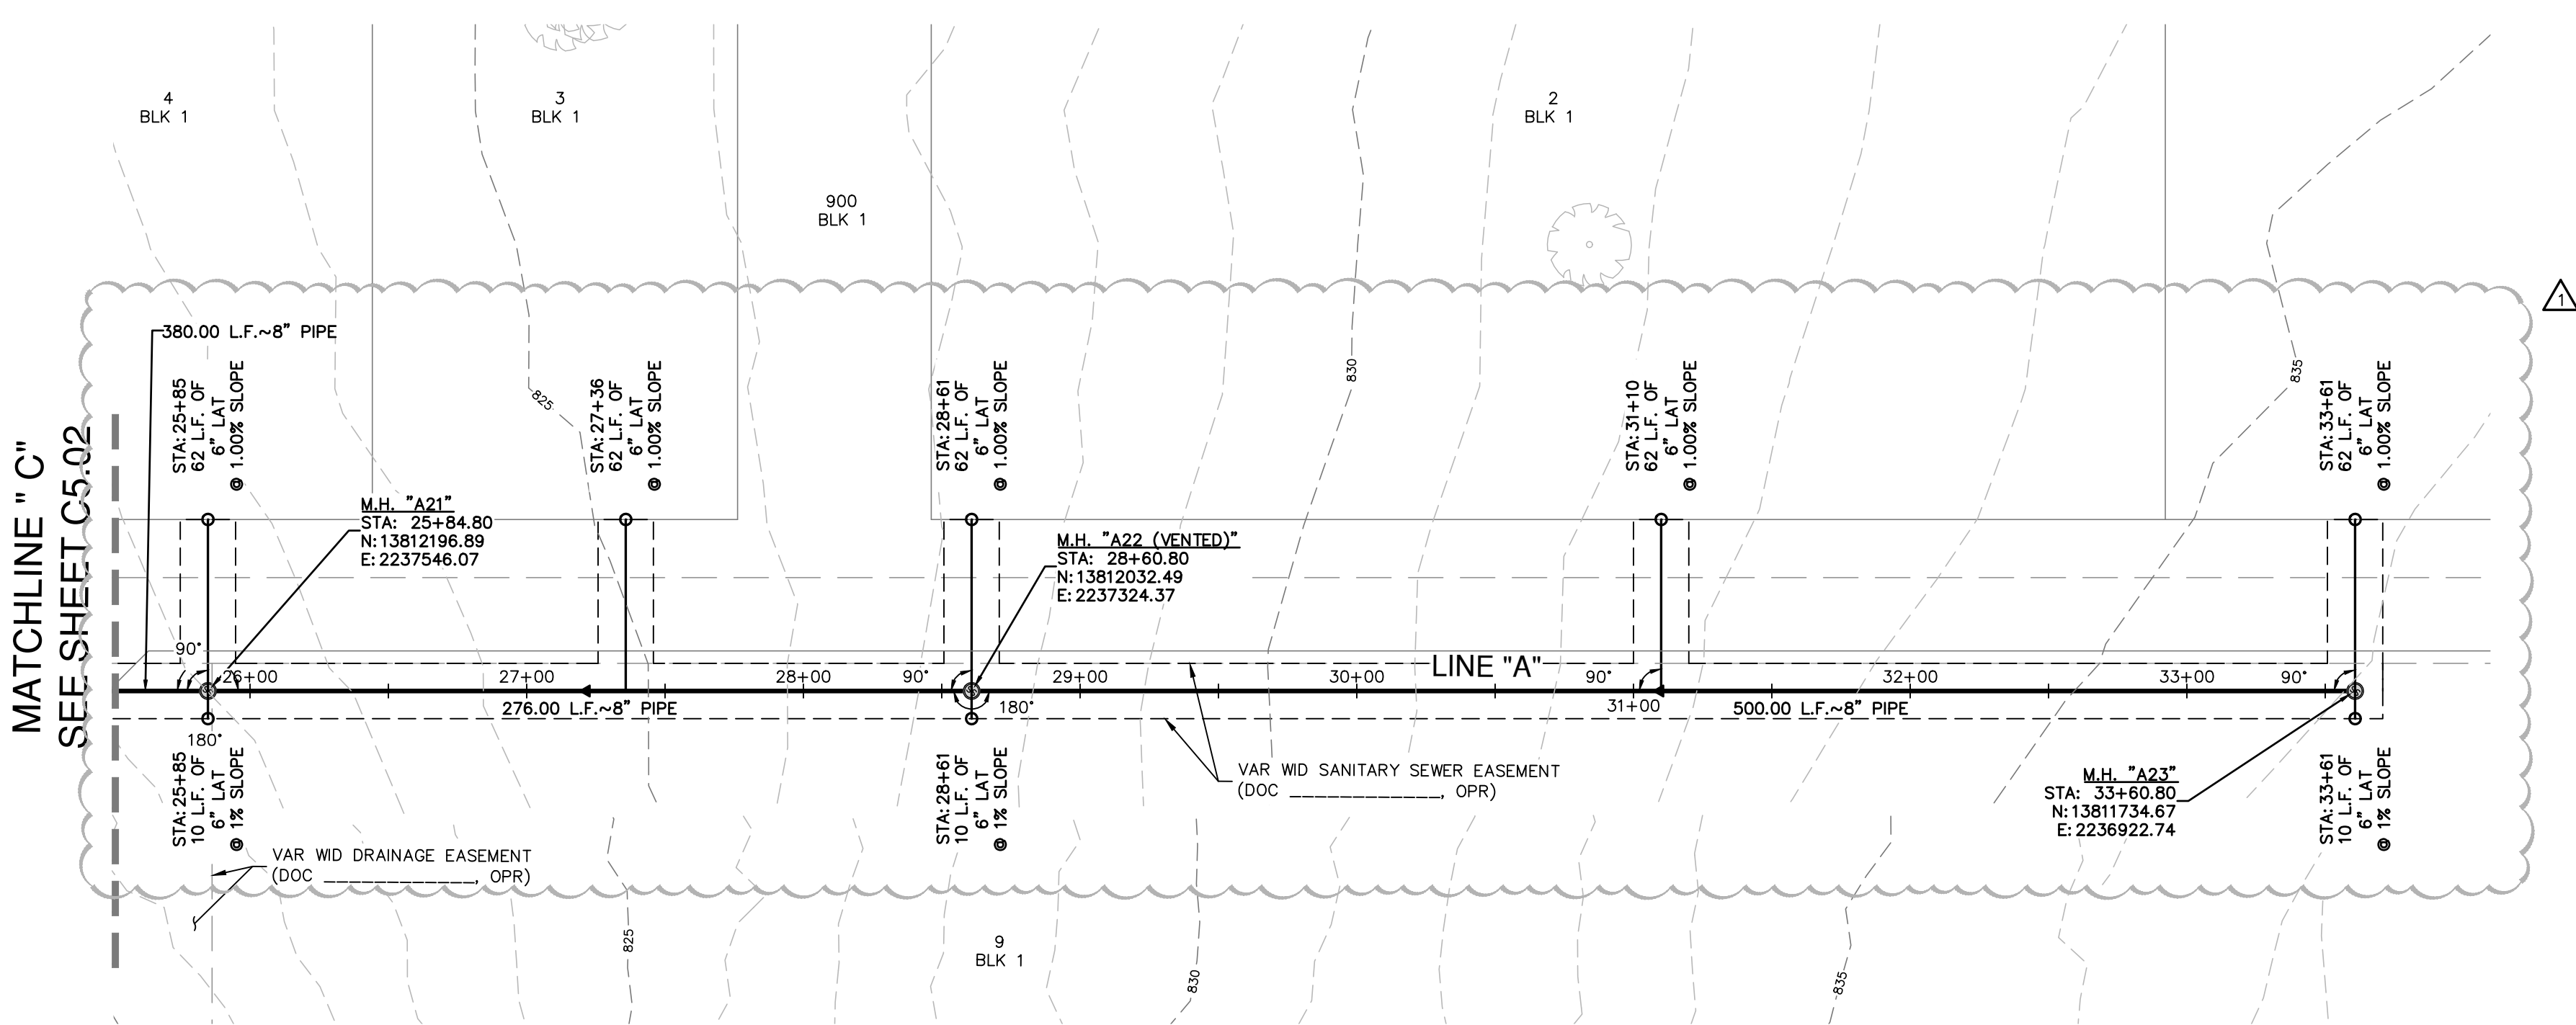 4
BLK 1
3
BLK 1
900
BLK 1
2
BLK 1
1
380.00 L.F.~8" PIPE
STA:25+85
62 L.F. OF
6" LAT
@ 1.00% SLOPE
STA:27+36
62 L.F. OF
6" LAT
@ 1.00% SLOPE
STA:28+61
62 L.F. OF
6" LAT
@ 1.00% SLOPE
STA:31+10
62 L.F. OF
6" LAT
@ 1.00% SLOPE
STA:33+61
62 L.F. OF
6" LAT
@ 1.00% SLOPE
825
830
835
MATCHLINE " C"
SEE SHEET C5.02
M.H. "A21"
STA: 25+84.80
N:13812196.89
E:2237546.07
M.H. "A22 (VENTED)"
STA: 28+60.80
N:13812032.49
E:2237324.37
90°
26+00
27+00
28+00
90°
29+00
30+00
LINE "A"
90°
31+00
32+00
33+00
90°
276.00 L.F.~8" PIPE
180°
500.00 L.F.~8" PIPE
180°
STA:25+85
10 L.F. OF
6" LAT
@ 1% SLOPE
STA:28+61
10 L.F. OF
6" LAT
@ 1% SLOPE
VAR WID SANITARY SEWER EASEMENT
(DOC ____________, OPR)
M.H. "A23"
STA: 33+60.80
N:13811734.67
E:2236922.74
STA:33+61
10 L.F. OF
6" LAT
@ 1% SLOPE
VAR WID DRAINAGE EASEMENT
(DOC ____________, OPR)
825
9
BLK 1
830
835